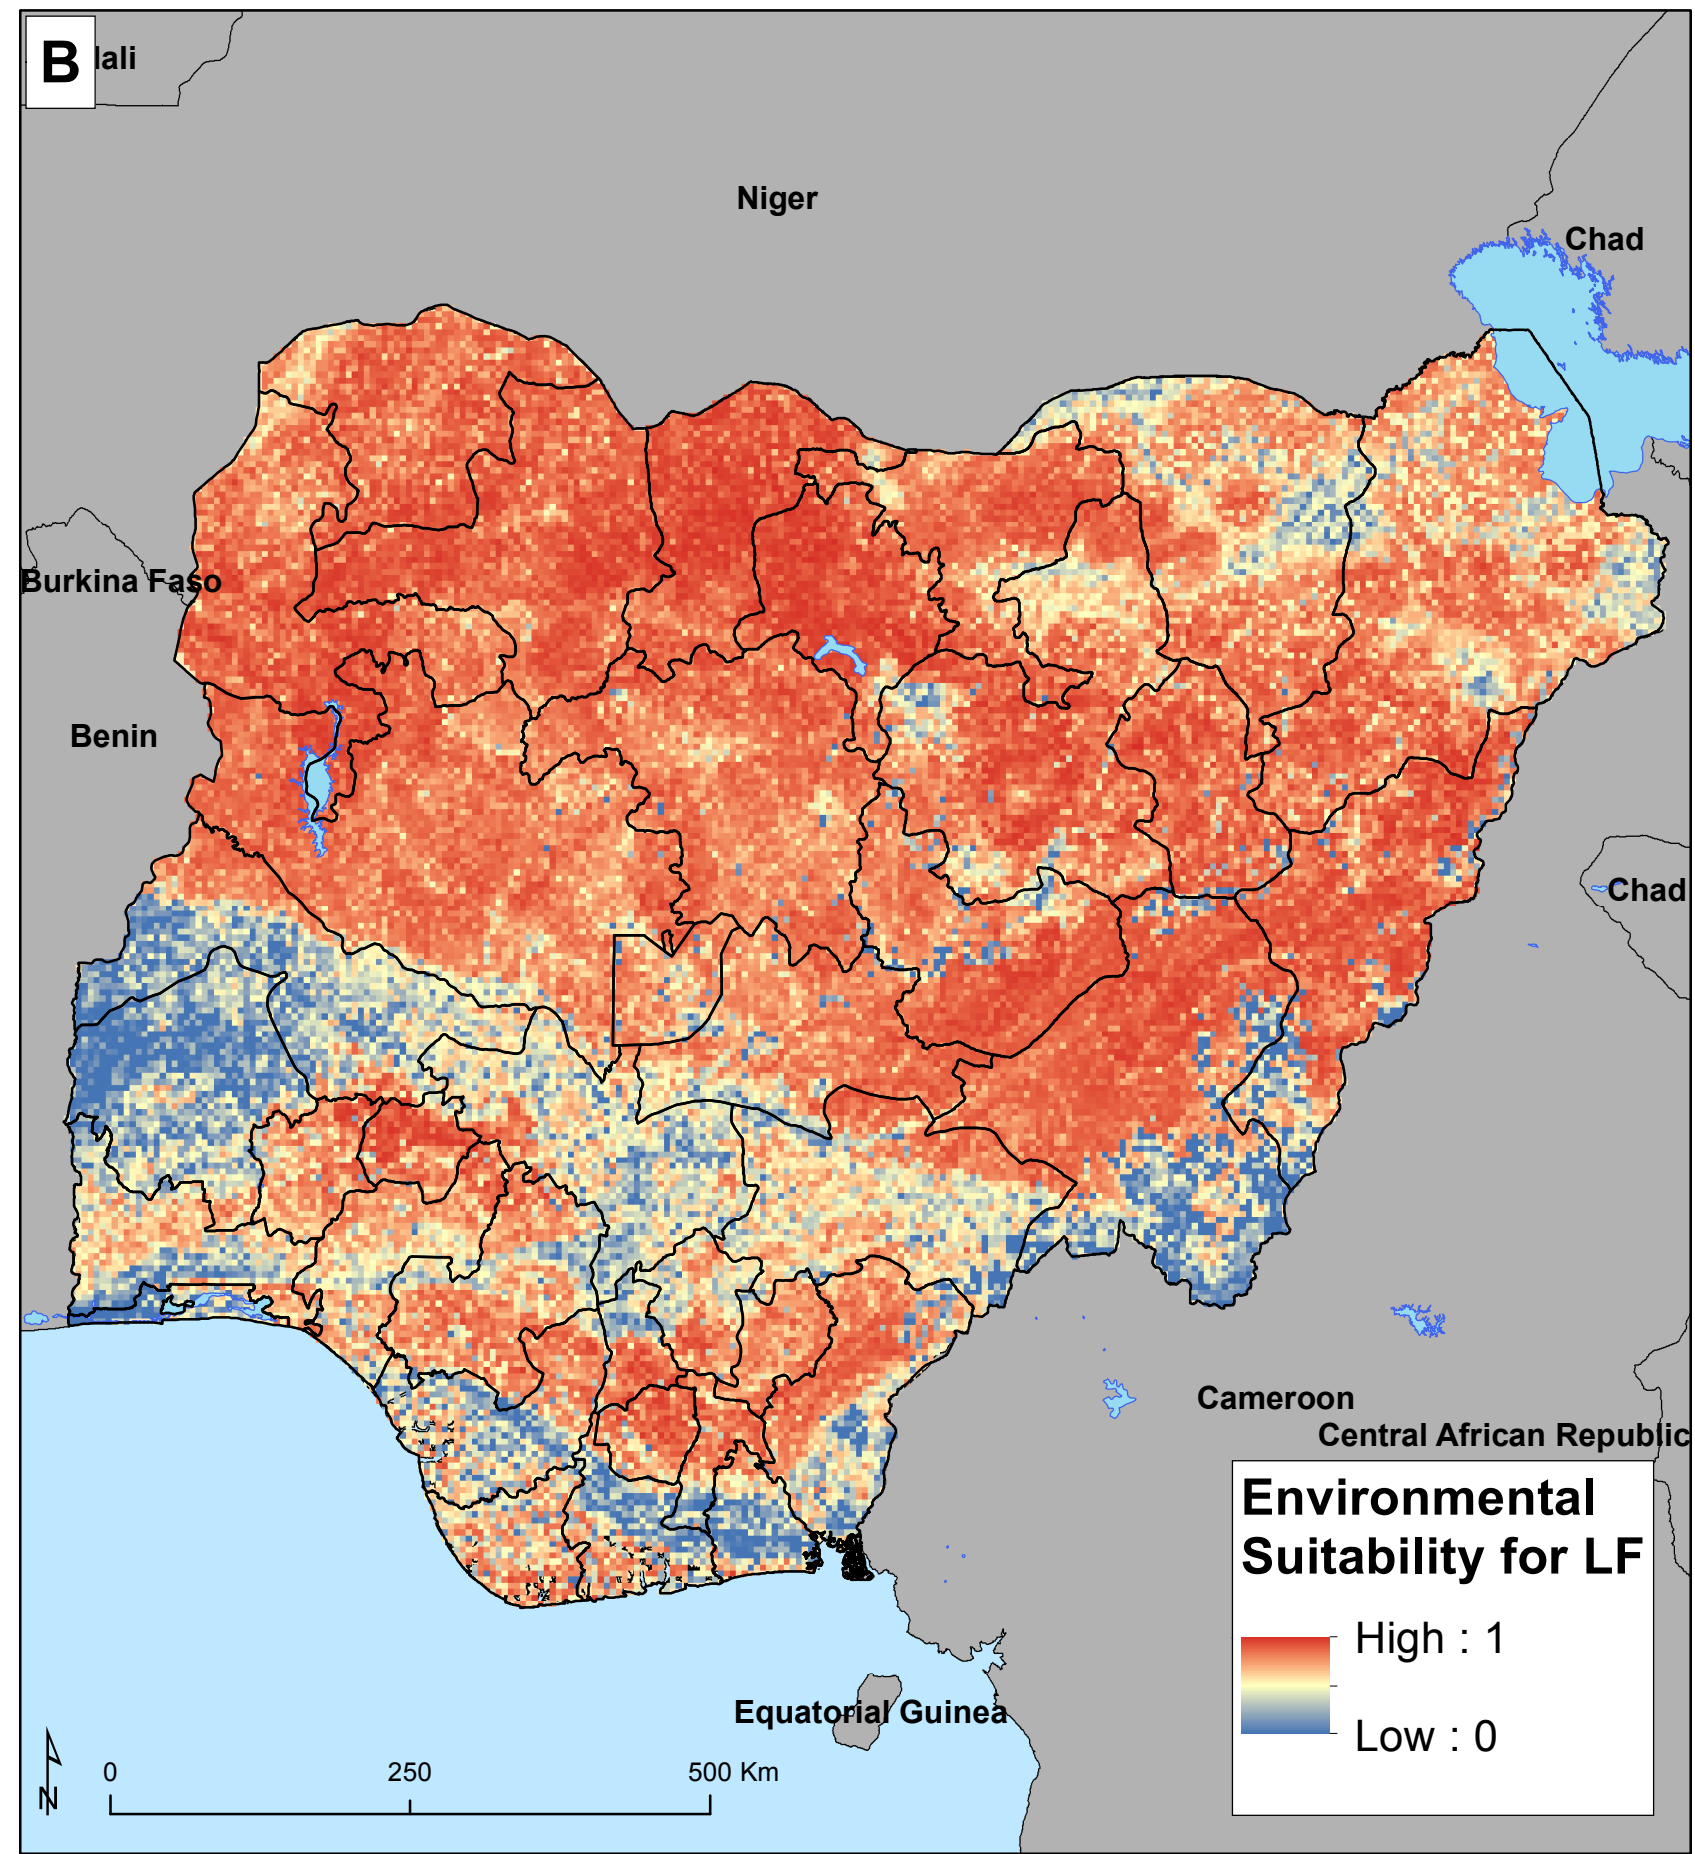 B
lali
Niger
Chad
Burkina Faso
Benin
Chad
Cameroon
Central African Republic
Environmental
Suitability for LF
High : 1
Low : 0
Equatorial Guinea
0 250 500 Km
N